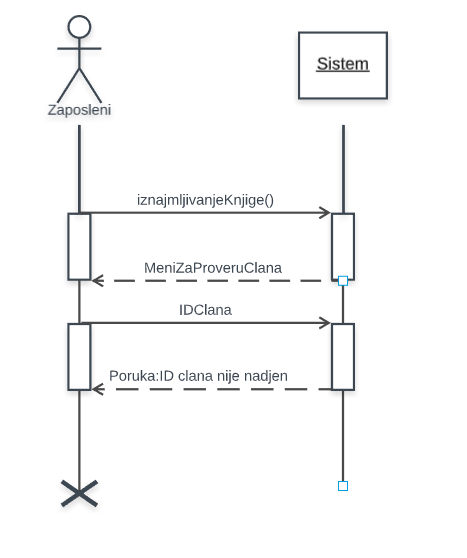 Sistem
Zaposleni
iznajmljivanjeKnjige()
MeniZaProveruClana
IDClana
Poruka:ID clana nije nadjen